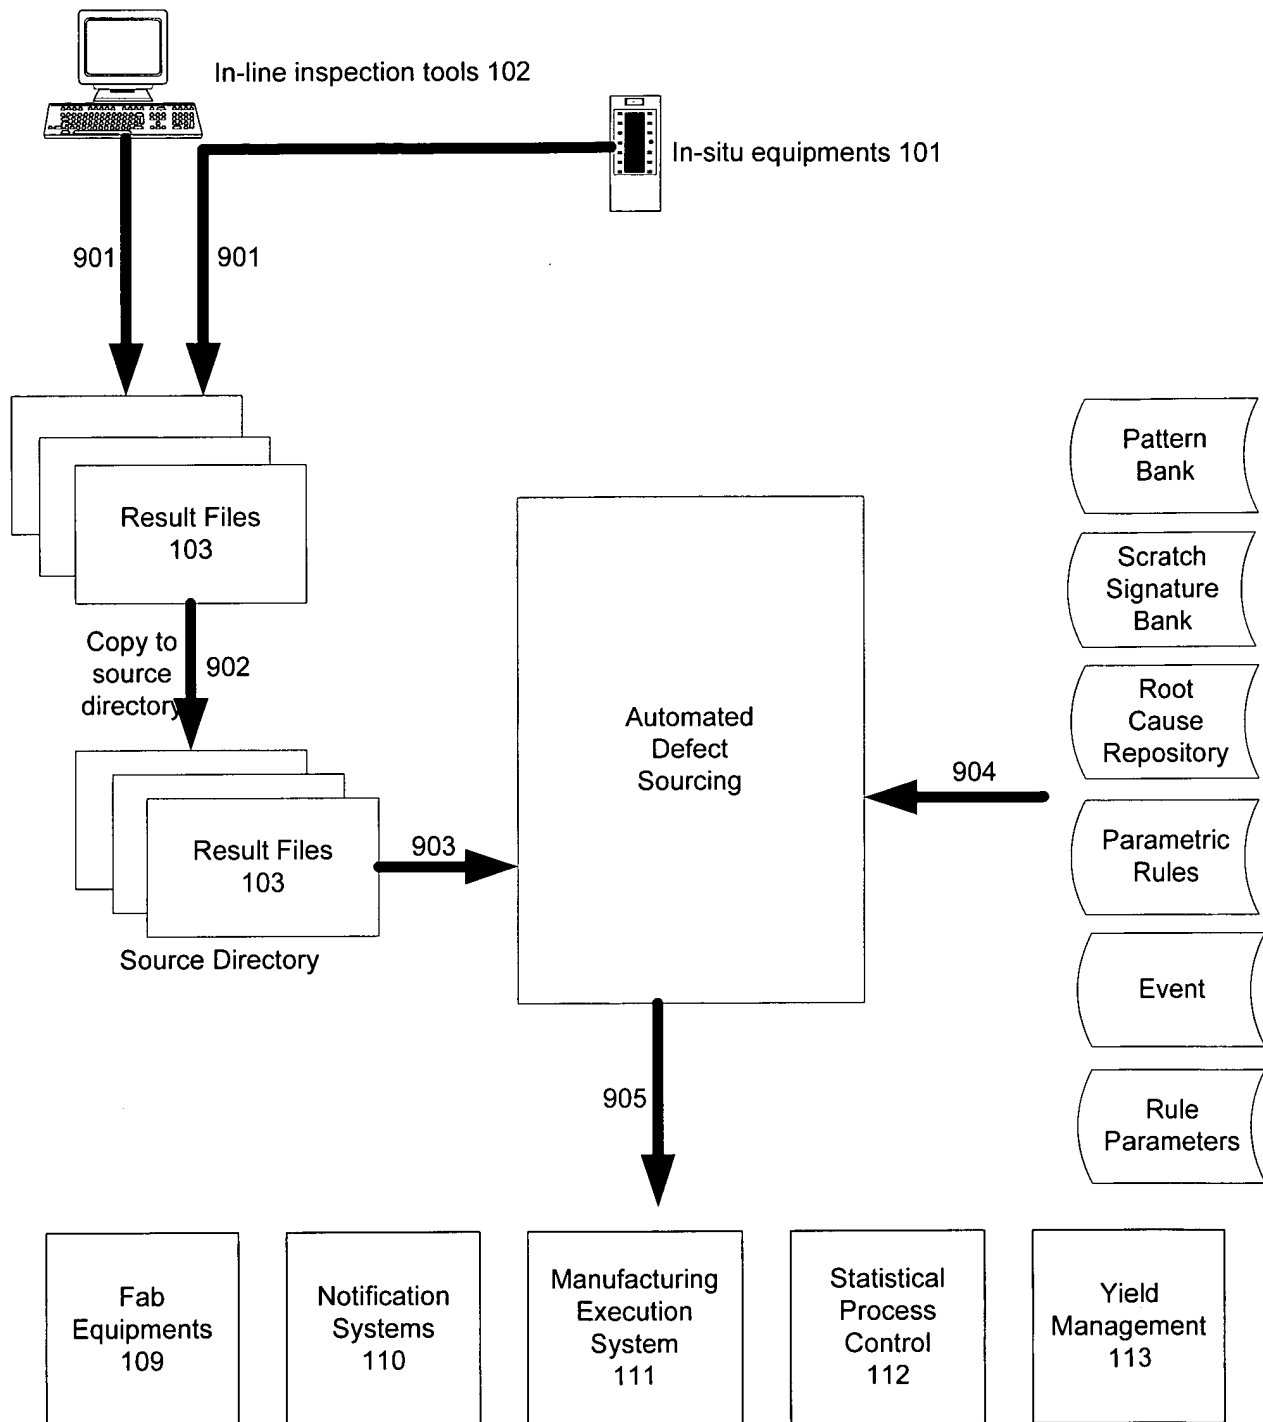 In-line inspection tools 102
In-situ equipments 101
901
901
Result Files
103
Copy to
source
directory
902
Result Files
103
Source Directory
903
Automated
Defect
Sourcing
904
905
Pattern
Bank
Scratch
Signature
Bank
Root
Cause
Repository
Parametric
Rules
Event
Rule
Parameters
Fab
Equipments
109
Notification
Systems
110
Manufacturing
Execution
System
111
Statistical
Process
Control
112
Yield
Management
113